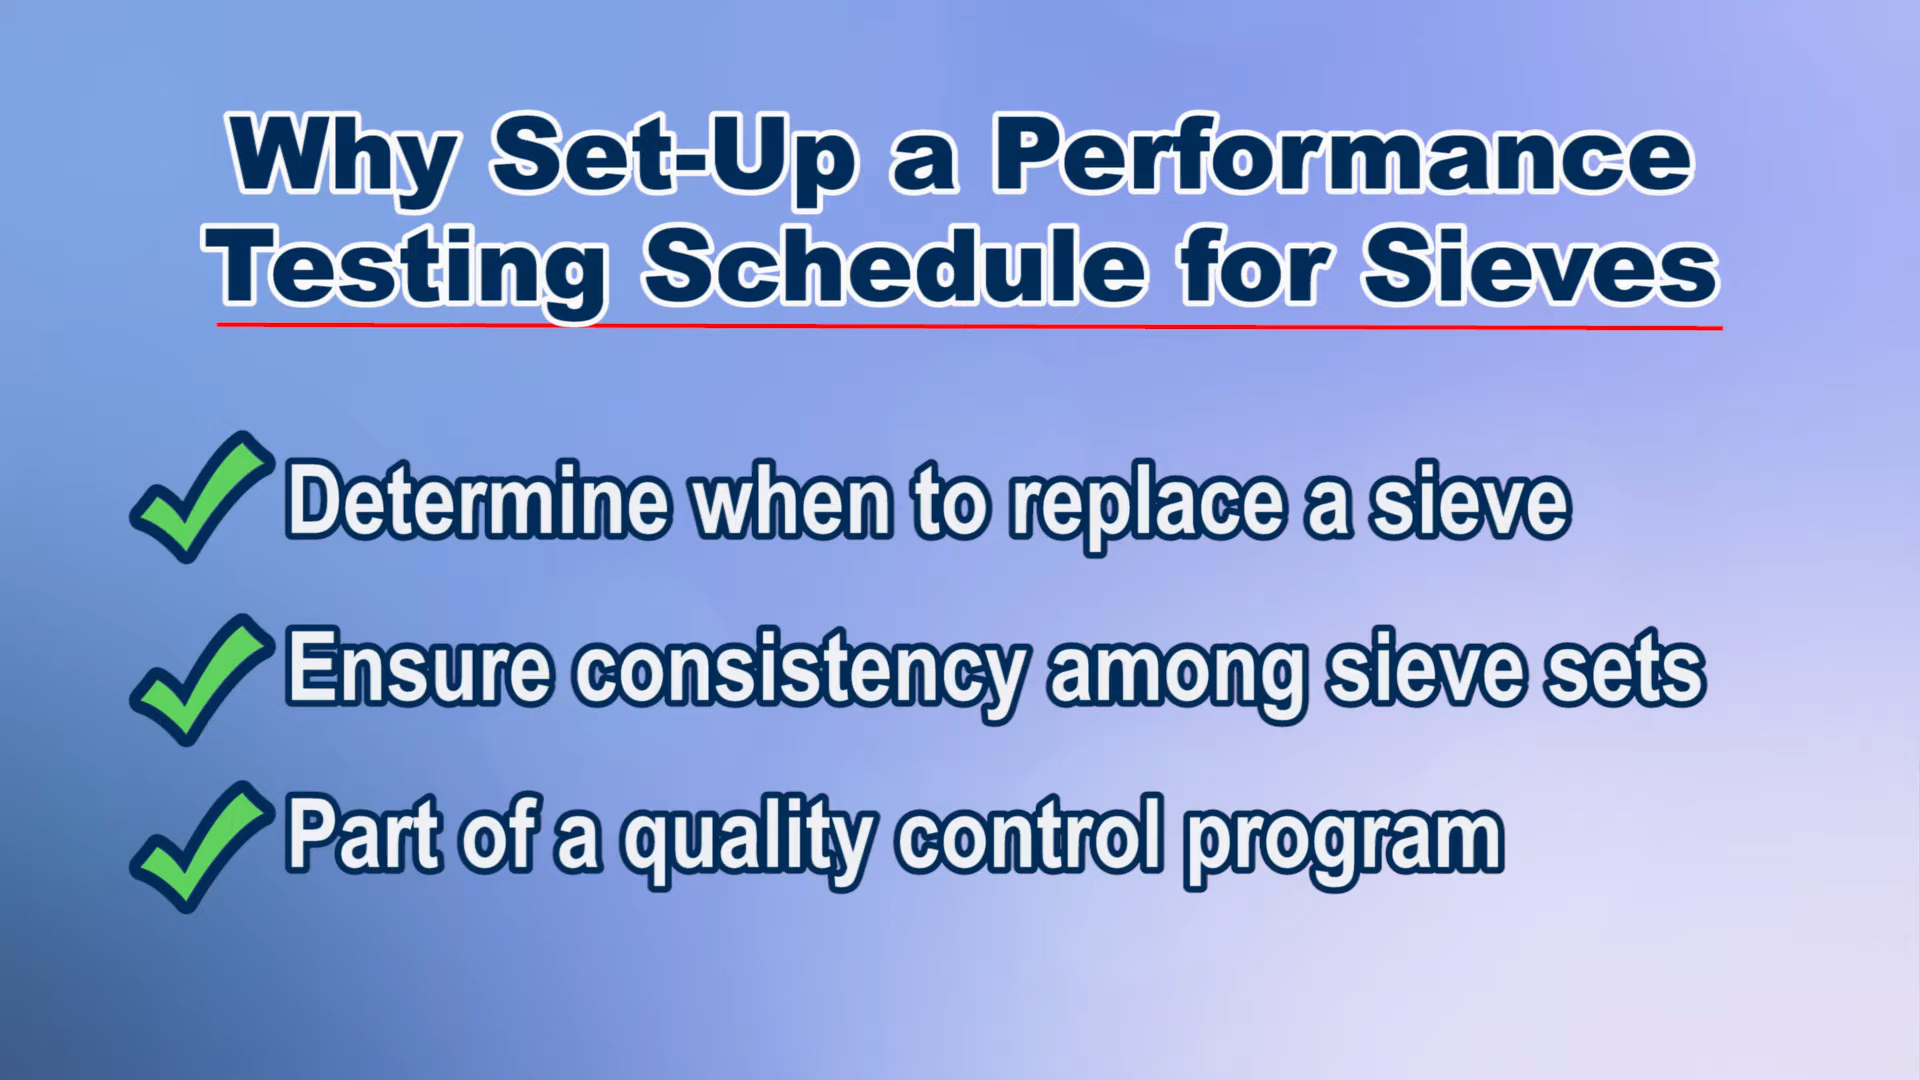 Why Set-Up a Performance
Testing Schedule for Sieves
Determine when to replace a sieve
Ensure consistency among sieve sets
Part of a quality control program